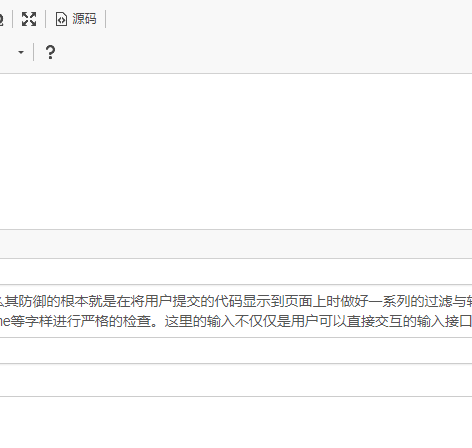 源码
?
其防御的根本就是在将用户提交的代码显示到页面上时做好一系列的过滤与
me等字样进行严格的检查。这里的输入不仅仅是用户可以直接交互的输入接口